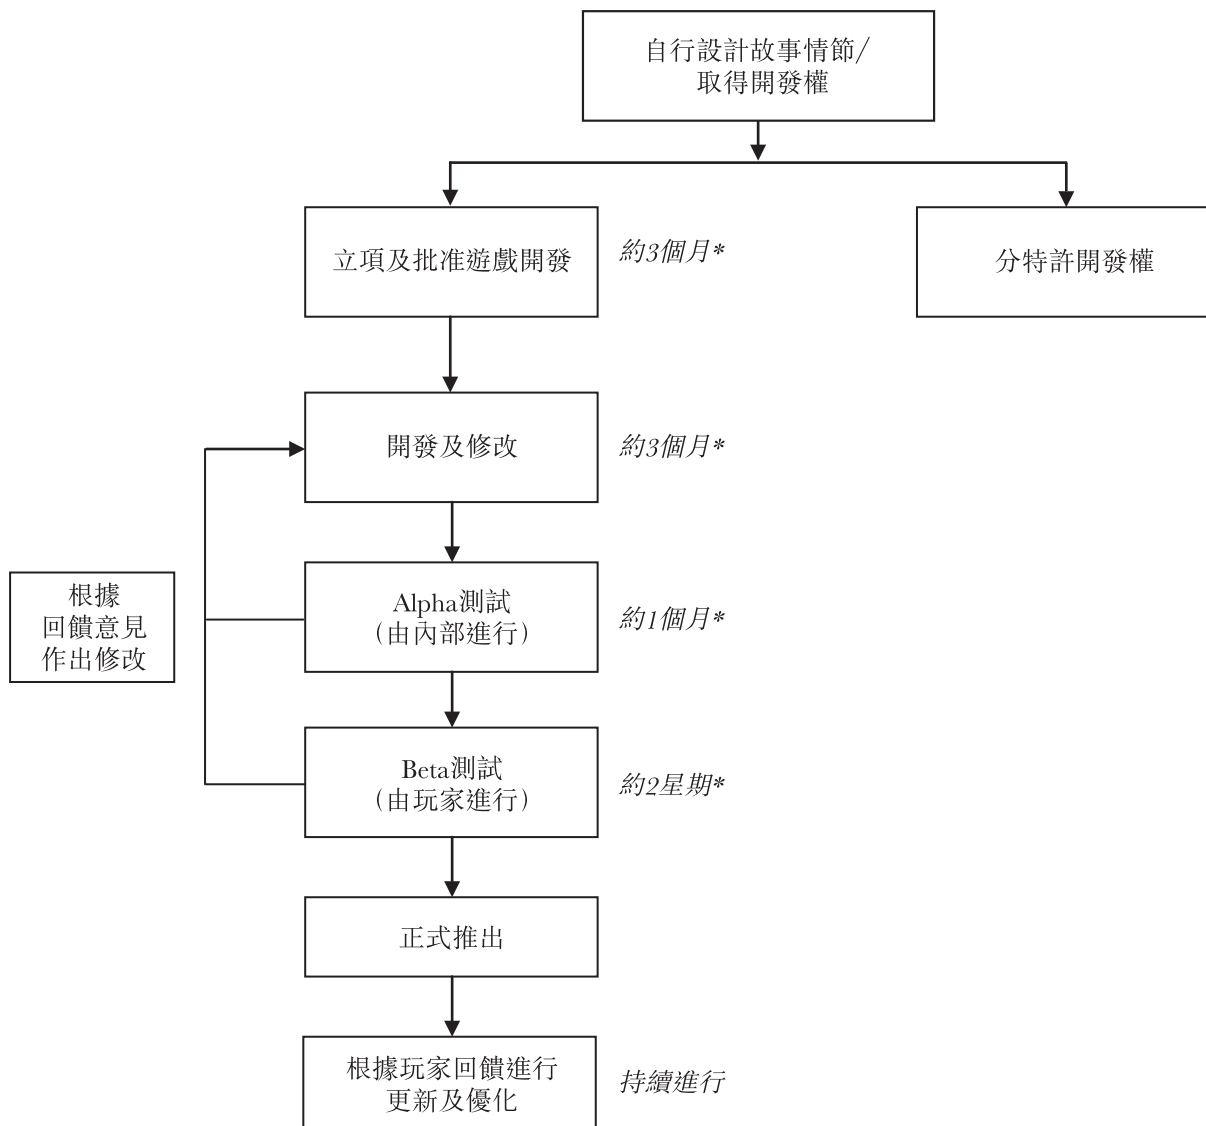 自行設計故事情節/
取得開發權
立項及批准遊戲開發
約3個月*
分特許開發權
開發及修改
約3個月*
根據
回饋意見
作出修改
Alpha測試
(由內部進行)
約1個月*
Beta測試
(由玩家進行)
約2星期*
正式推出
根據玩家回饋進行
更新及優化
持續進行